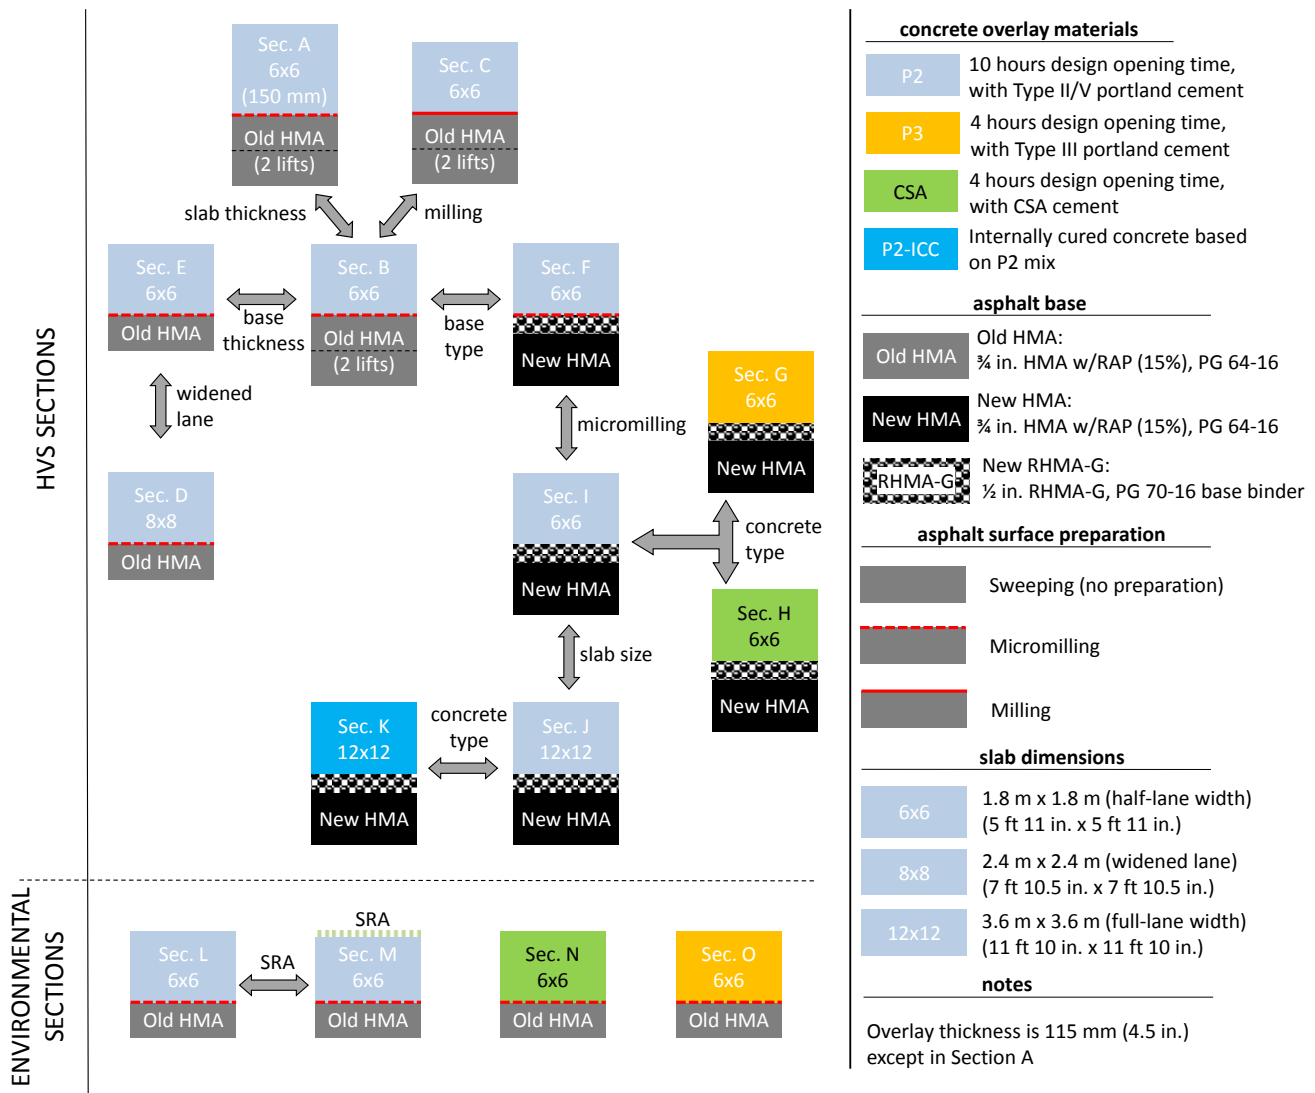 HVS SECTIONS
Sec. A
6x6
(150 mm)
Old HMA
(2 lifts)
Sec. C
6x6
Old HMA
(2 lifts)
slab thickness
milling
Sec. E
6x6
Old HMA
base
thickness
Sec. B
6x6
Old HMA
(2 lifts)
base
type
Sec. F
6x6
New HMA
widened
lane
micromilling
Sec. G
6x6
New HMA
Sec. D
8x8
Old HMA
Sec. I
6x6
New HMA
concrete
type
Sec. H
6x6
New HMA
slab size
Sec. K
12x12
New HMA
concrete
type
Sec. J
12x12
New HMA
ENVIRONMENTAL
SECTIONS
Sec. L
6x6
Old HMA
SRA
SRA
Sec. M
6x6
Old HMA
Sec. N
6x6
Old HMA
Sec. O
6x6
Old HMA
concrete overlay materials
P2
10 hours design opening time,
with Type II/V portland cement
P3
4 hours design opening time,
with Type III portland cement
CSA
4 hours design opening time,
with CSA cement
P2-ICC
Internally cured concrete based
on P2 mix
asphalt base
Old HMA
Old HMA:
¾ in. HMA w/RAP (15%), PG 64-16
New HMA
New HMA:
¾ in. HMA w/RAP (15%), PG 64-16
RHMA-G
New RHMA-G:
½ in. RHMA-G, PG 70-16 base binder
asphalt surface preparation
Sweeping (no preparation)
Micromilling
Milling
slab dimensions
6x6
1.8 m x 1.8 m (half-lane width)
(5 ft 11 in. x 5 ft 11 in.)
8x8
2.4 m x 2.4 m (widened lane)
(7 ft 10.5 in. x 7 ft 10.5 in.)
12x12
3.6 m x 3.6 m (full-lane width)
(11 ft 10 in. x 11 ft 10 in.)
notes
Overlay thickness is 115 mm (4.5 in.)
except in Section A